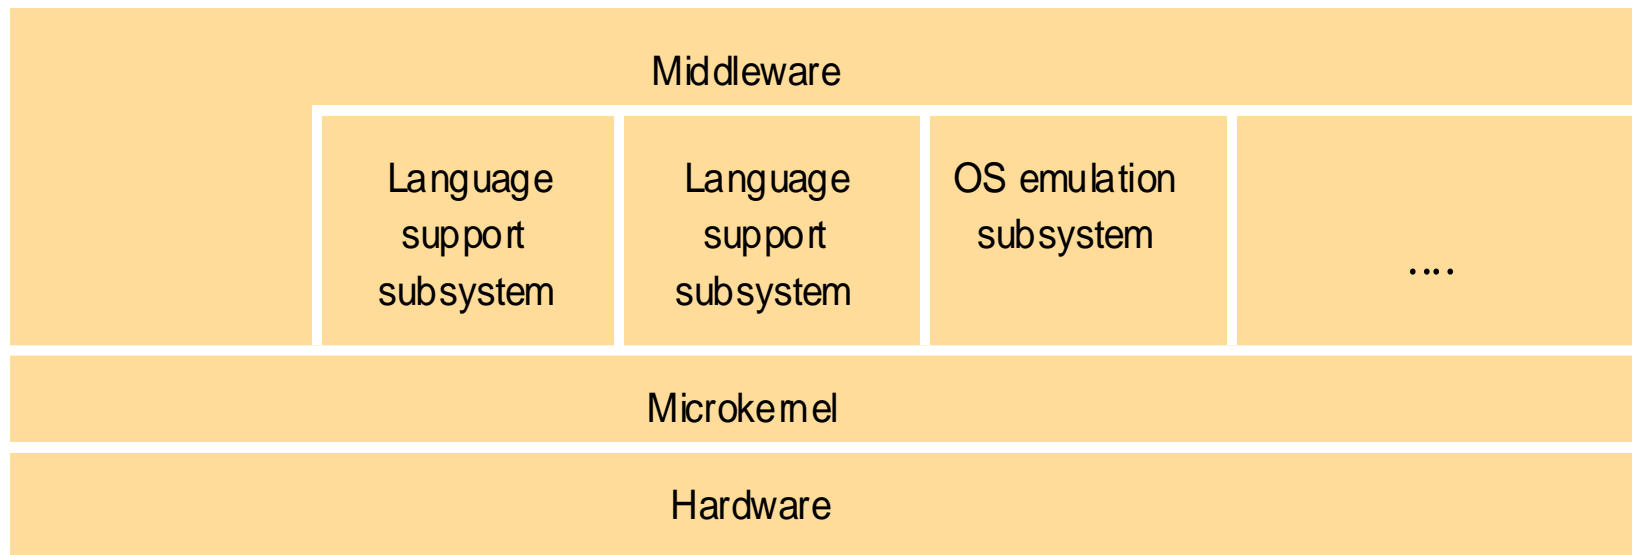 Middleware
Language
support
subsystem
Language
support
subsystem
OS emulation
subsystem
....
Microkernel
Hardware